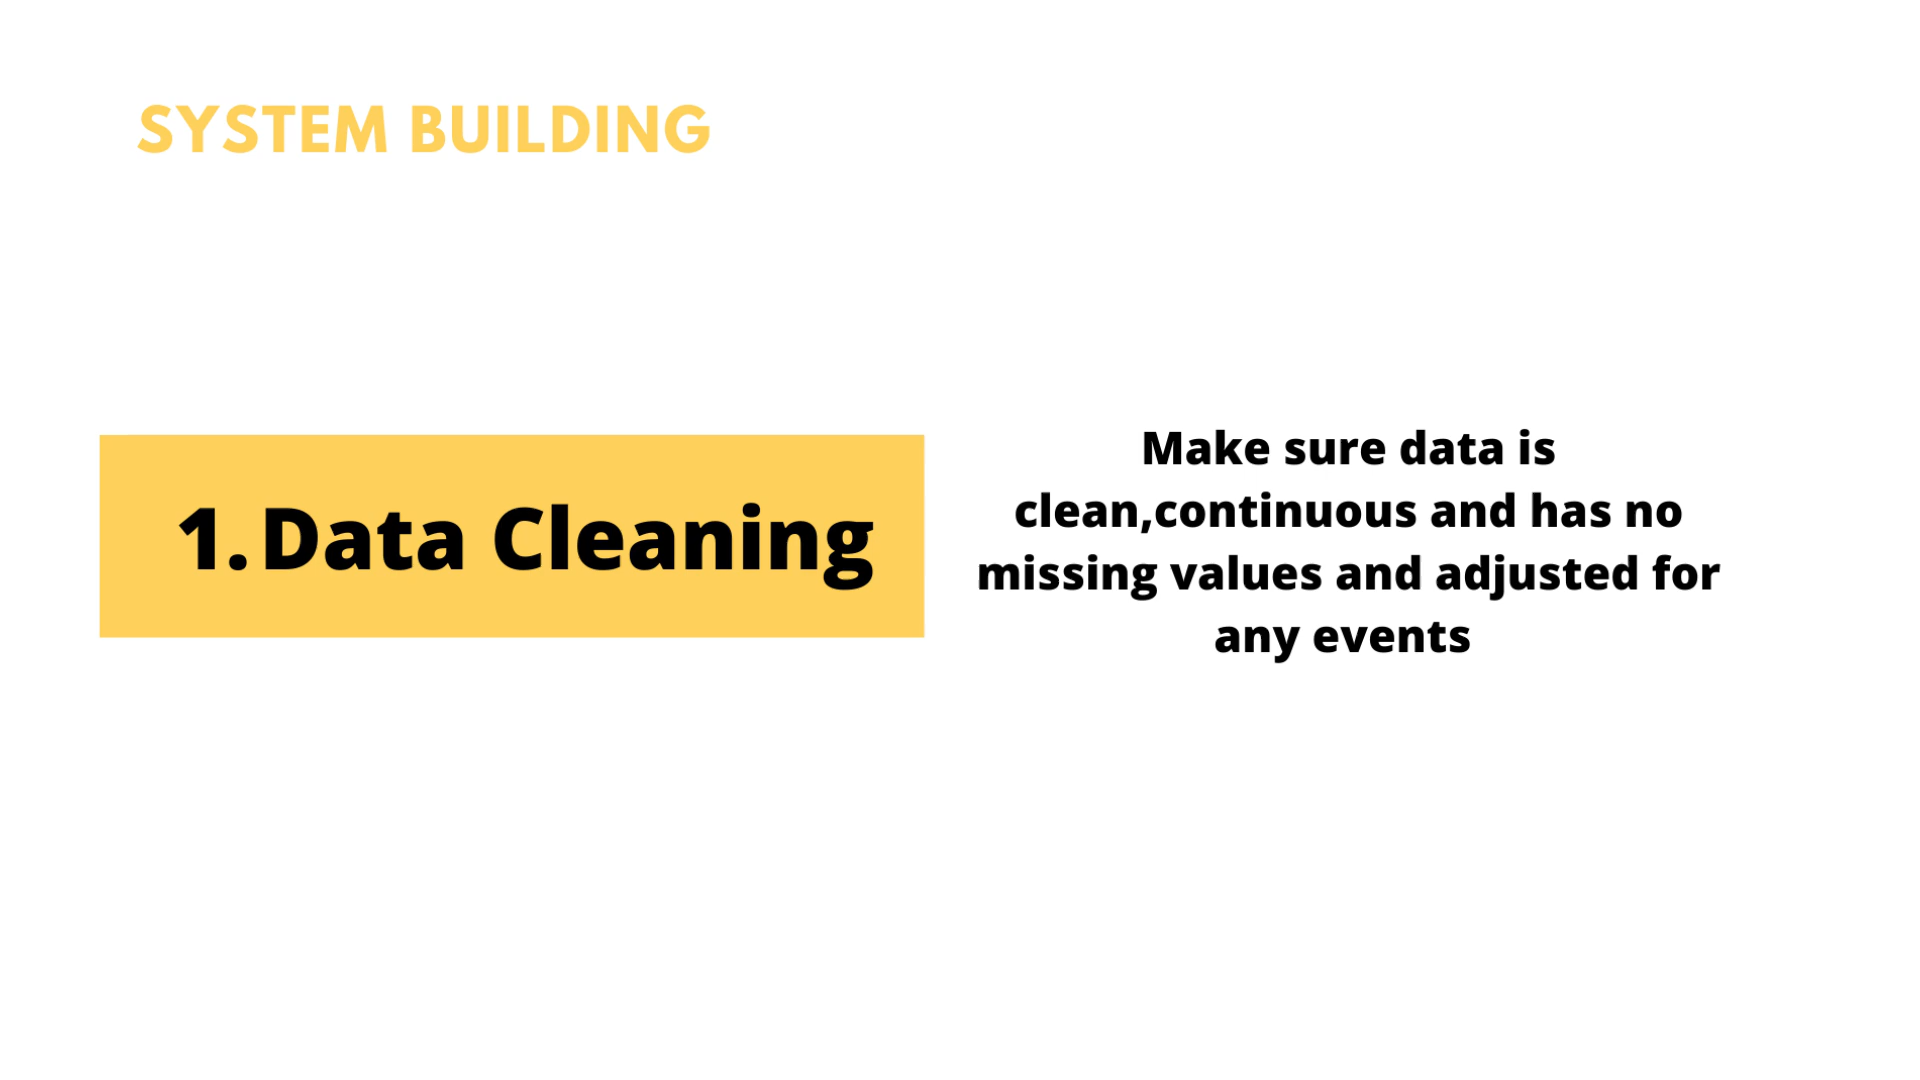 SYSTEM BUILDING
1. Data Cleaning
Make sure data is
clean,continuous and has no
missing values and adjusted for
any events